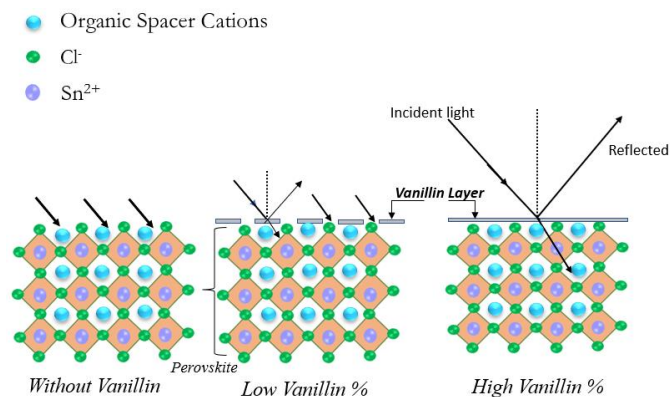 Organic Spacer Cations
Cl⁻
Sn²⁺
Incident light
Reflected
Vanillin Layer
Perovskite
Without Vanillin
Low Vanillin %
High Vanillin %